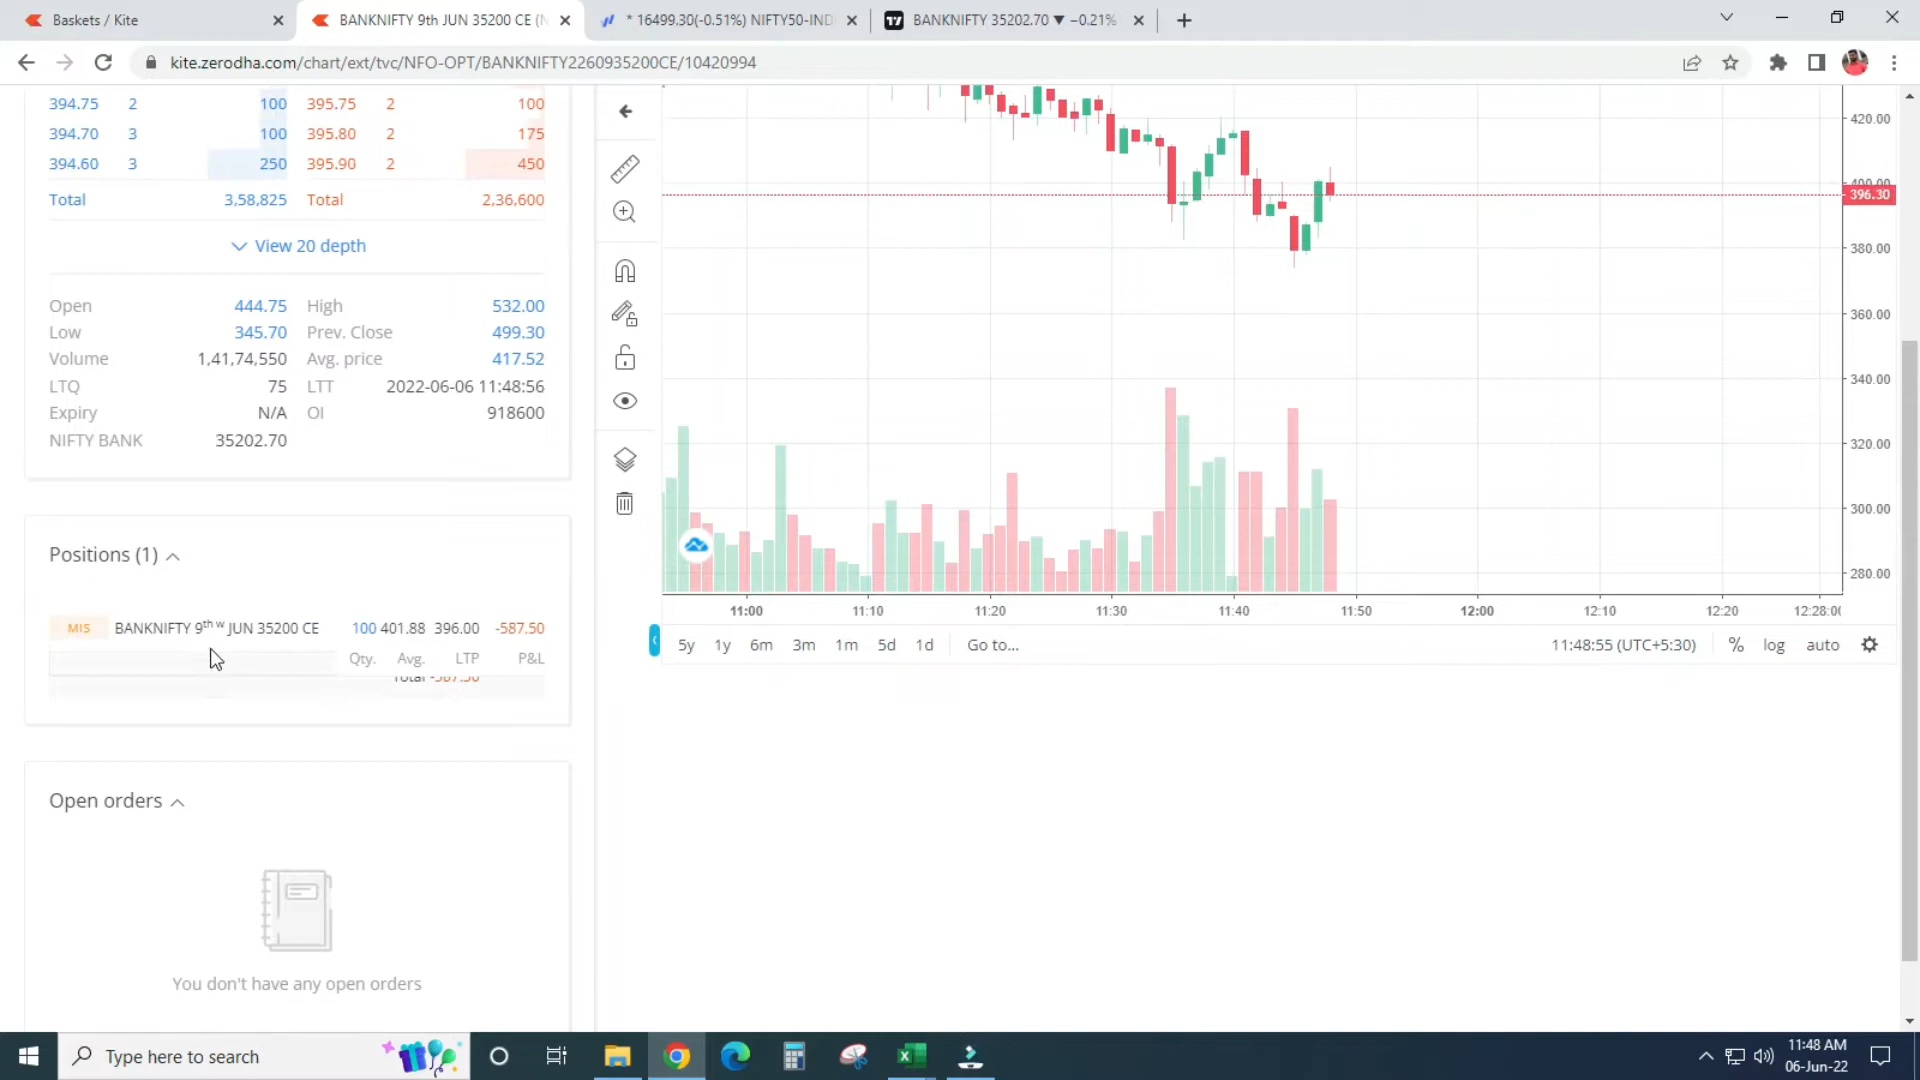 Baskets / Kite
BANKNIFTY 9th JUN 35200 CE (N
* 16499.30(-0.51%) NIFTY50-IND
BANKNIFTY 35202.70 ▼ −0.21%
kite.zerodha.com/chart/ext/tvc/NFO-OPT/BANKNIFTY2260935200CE/10420994
394.75 2 100 395.75 2 100
394.70 3 100 395.80 2 175
394.60 3 250 395.90 2 450
Total 3,58,825 Total 2,36,600
View 20 depth
Open 444.75 High 532.00
Low 345.70 Prev. Close 499.30
Volume 1,41,74,550 Avg. price 417.52
LTQ 75 LTT 2022-06-06 11:48:56
Expiry N/A OI 918600
NIFTY BANK 35202.70
Positions (1)
MIS BANKNIFTY 9th w JUN 35200 CE 100 401.88 396.00 -587.50
Qty. Avg. LTP P&L
Total -587.50
Open orders
You don't have any open orders
420.00
400.00
396.30
380.00
360.00
340.00
320.00
300.00
280.00
11:00 11:10 11:20 11:30 11:40 11:50 12:00 12:10 12:20 12:28:00
5y 1y 6m 3m 1m 5d 1d Go to... 11:48:55 (UTC+5:30) % log auto
Type here to search
11:48 AM
06-Jun-22